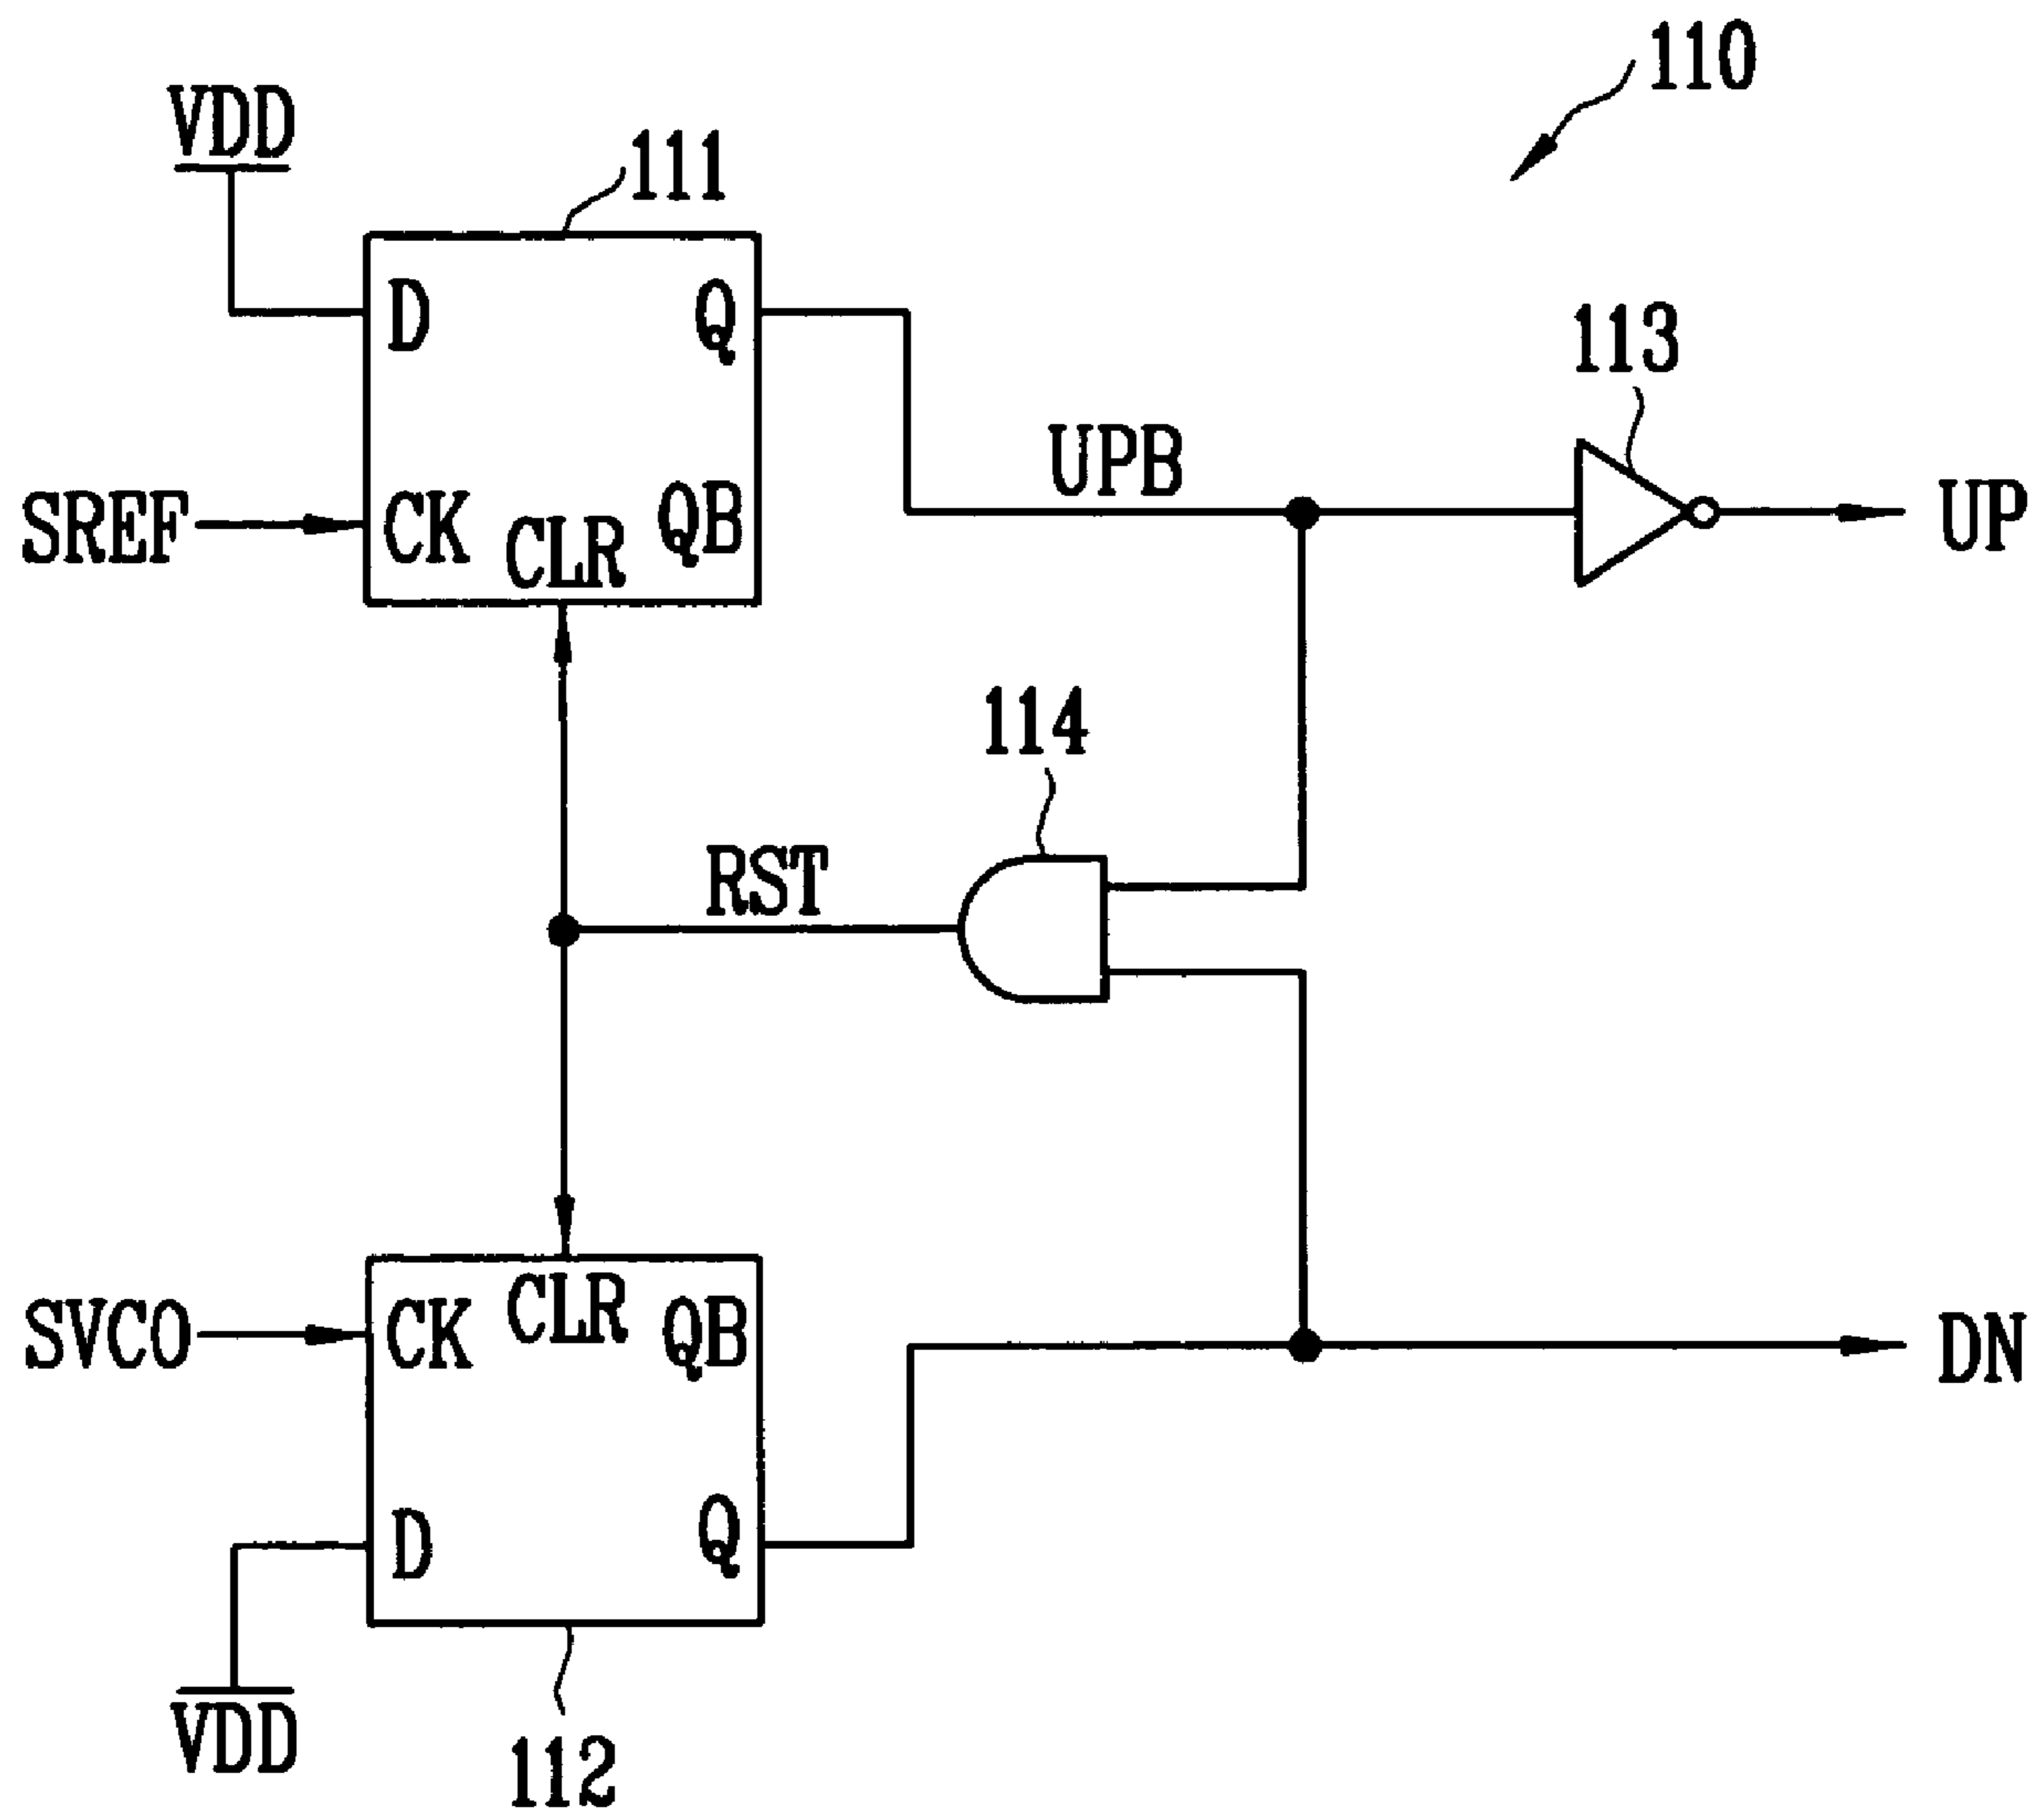 110
VDD
111
D
Q
113
UPB
SREF
CK
CLR
QB
UP
114
RST
SVCO
CK
CLR
QB
DN
D
Q
VDD
112